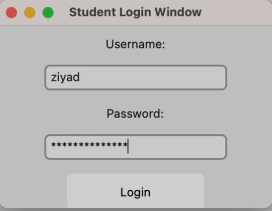 Student Login Window
Username:
ziyad
Password:
**************
Login